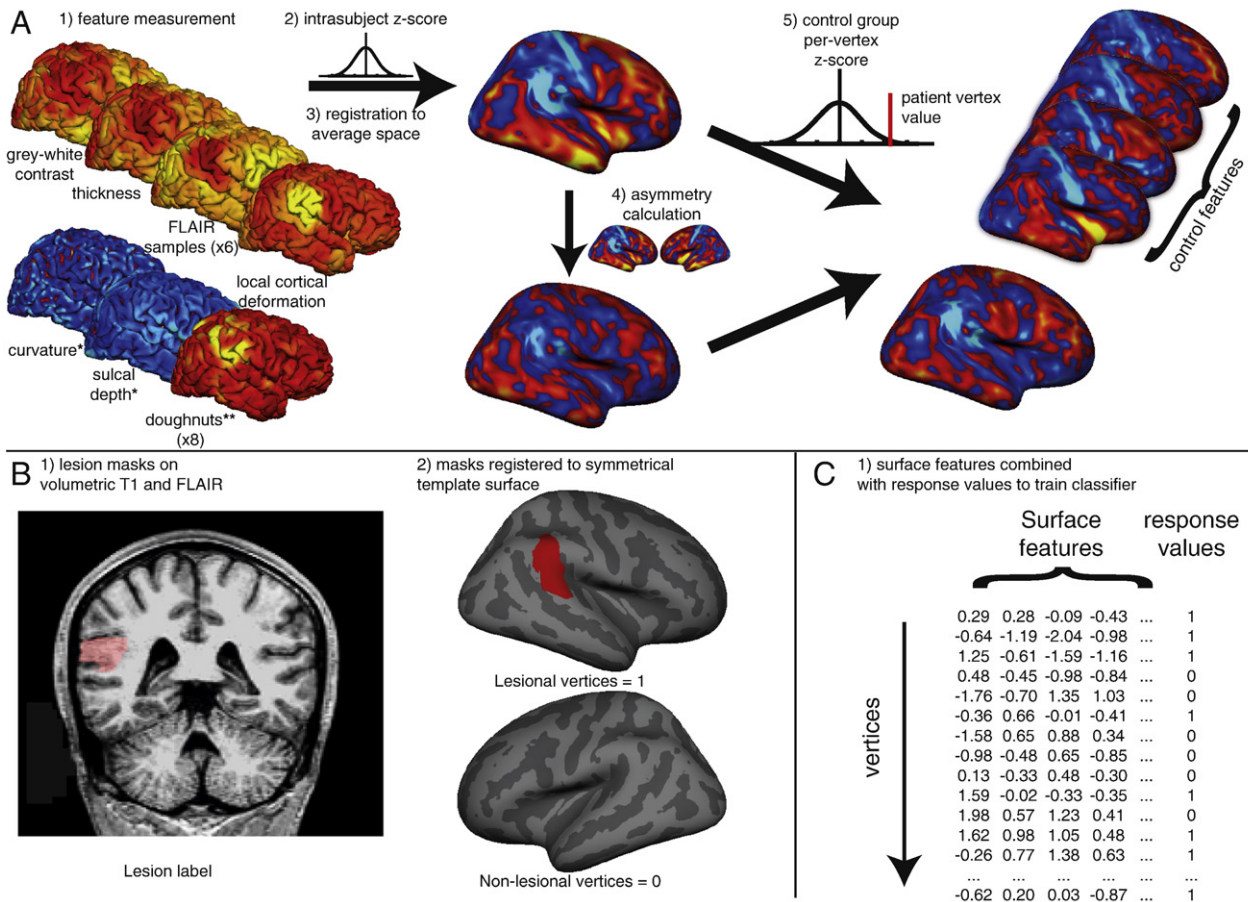 A
1) feature measurement
grey-white
contrast
thickness
FLAIR
samples (x6)
local cortical
deformation
curvature*
sulcal
depth*
doughnuts**
(x8)
2) intrasubject z-score
3) registration to
average space
4) asymmetry
calculation
5) control group
per-vertex
z-score
patient vertex
value
control features
B
1) lesion masks on
volumetric T1 and FLAIR
Lesion label
2) masks registered to symmetrical
template surface
Lesional vertices = 1
Non-lesional vertices = 0
C
1) surface features combined
with response values to train classifier
Surface
features
response
values
vertices
0.29 0.28 -0.09 -0.43 ... 1
-0.64 -1.19 -2.04 -0.98 ... 1
1.25 -0.61 -1.59 -1.16 ... 1
0.48 -0.45 -0.98 -0.84 ... 0
-1.76 -0.70 1.35 1.03 ... 0
-0.36 0.66 -0.01 -0.41 ... 1
-1.58 0.65 0.88 0.34 ... 0
-0.98 -0.48 0.65 -0.85 ... 0
0.13 -0.33 0.48 -0.30 ... 0
1.59 -0.02 -0.33 -0.35 ... 1
1.98 0.57 1.23 0.41 ... 0
1.62 0.98 1.05 0.48 ... 1
-0.26 0.77 1.38 0.63 ... 1
... ... ... ... ... ...
-0.62 0.20 0.03 -0.87 ... 1